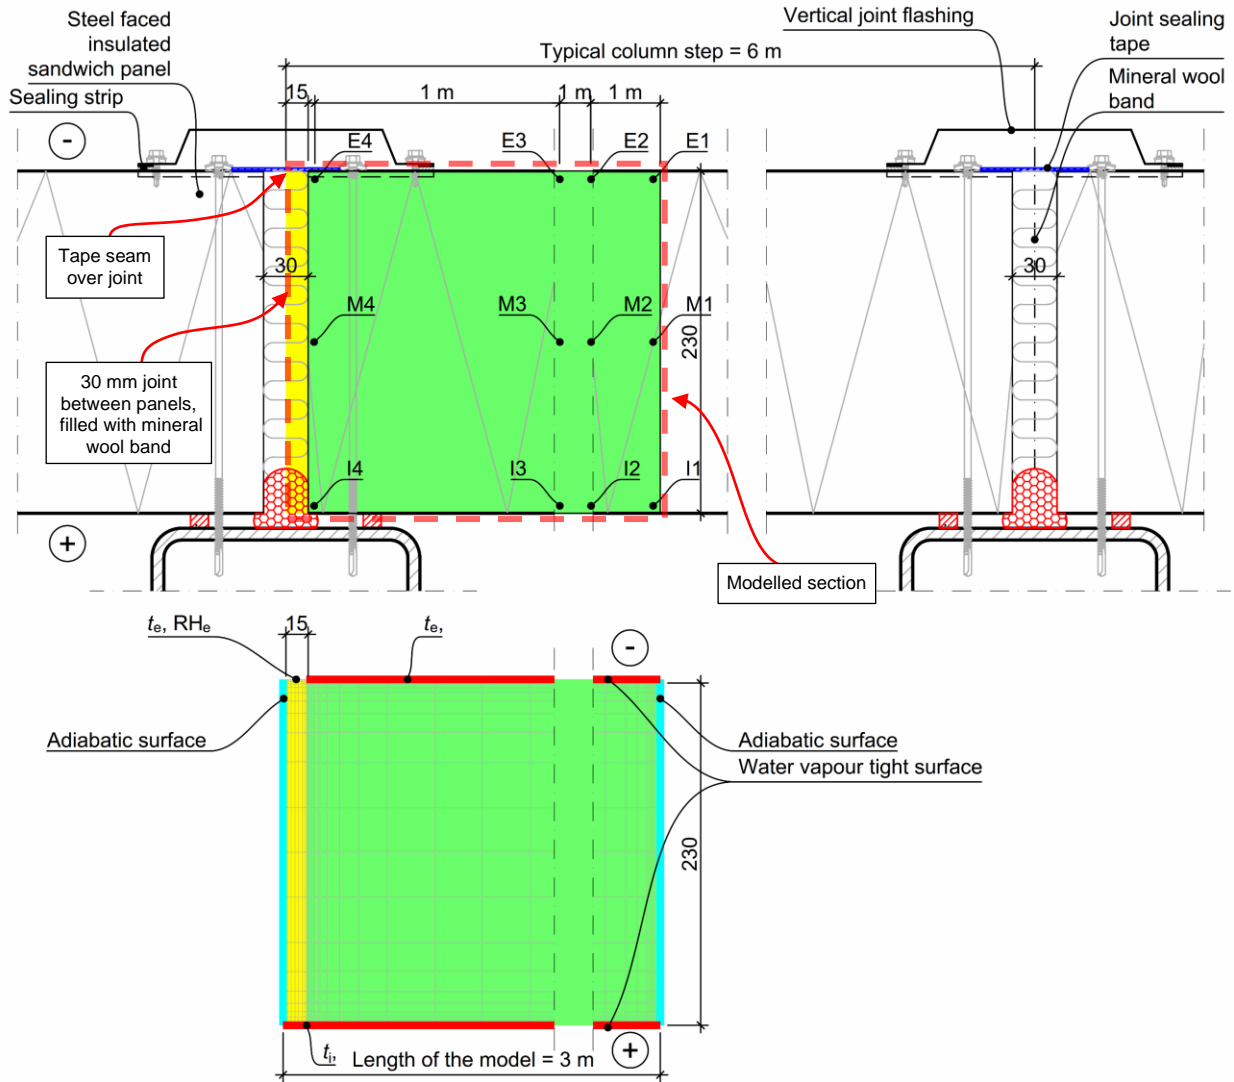 Steel faced
insulated
sandwich panel
Sealing strip
Vertical joint flashing
Joint sealing
tape
Mineral wool
band
Typical column step = 6 m
15
1 m
1 m
1 m
-
E4
E3
E2
E1
Tape seam
over joint
30
30
M4
M3
M2
M1
230
30 mm joint
between panels,
filled with mineral
wool band
I4
I3
I2
I1
+
Modelled section
te, RHe
15
te,
-
Adiabatic surface
Adiabatic surface
Water vapour tight surface
230
ti,
Length of the model = 3 m
+